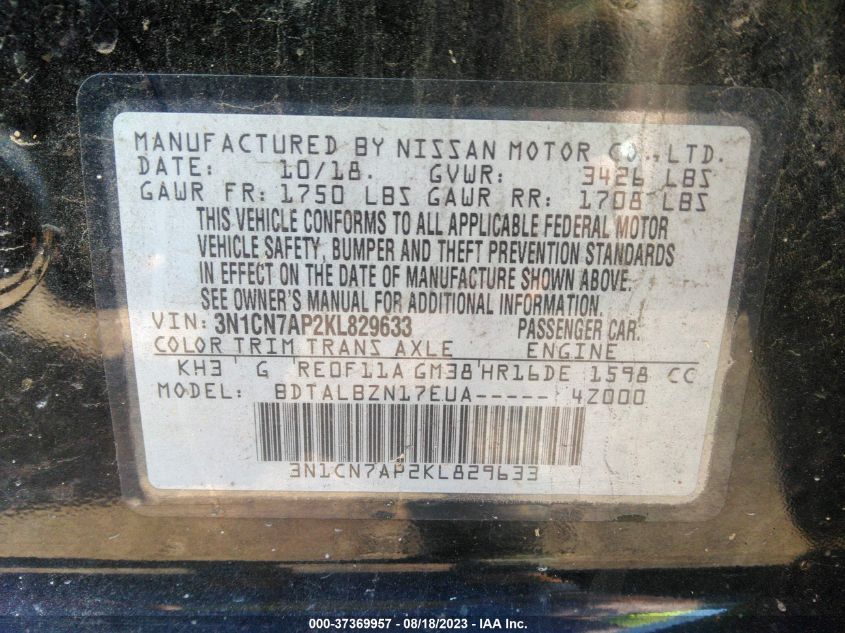 MANUFACTURED BY NISSAN MOTOR CO.,LTD.
DATE: 10/18. GVWR: 3426 LBS
GAWR FR: 1750 LBS GAWR RR: 1708 LBS
THIS VEHICLE CONFORMS TO ALL APPLICABLE FEDERAL MOTOR
VEHICLE SAFETY, BUMPER AND THEFT PREVENTION STANDARDS
IN EFFECT ON THE DATE OF MANUFACTURE SHOWN ABOVE.
SEE OWNER'S MANUAL FOR ADDITIONAL INFORMATION.
VIN: 3N1CN7AP2KL829633 PASSENGER CAR.
COLOR TRIM TRANS AXLE ENGINE
KH3 ' G ' RE0F11A GM38'HR16DE 1598 CC
MODEL: BDTALBZN17EUA----- 4Z000
3N1CN7AP2KL829633
000-37369957 - 08/18/2023 - IAA Inc.